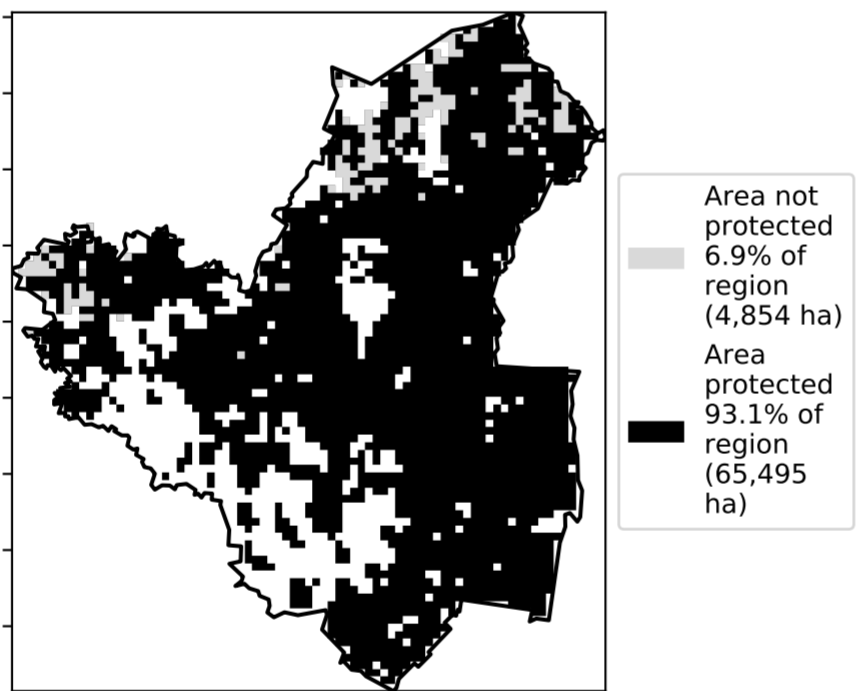 Area not
protected
6.9% of
region
(4,854 ha)
Area
protected
93.1% of
region
(65,495
ha)